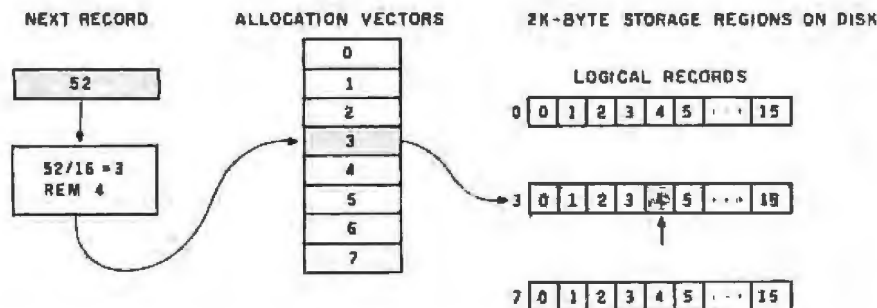 NEXT RECORD
52
52/16 = 3
REM 4
ALLOCATION VECTORS
0
1
2
3
4
5
6
7
2K-BYTE STORAGE REGIONS ON DISK
LOGICAL RECORDS
0 0 1 2 3 4 5 ... 15
3 0 1 2 3 4 5 ... 15
7 0 1 2 3 4 5 ... 15